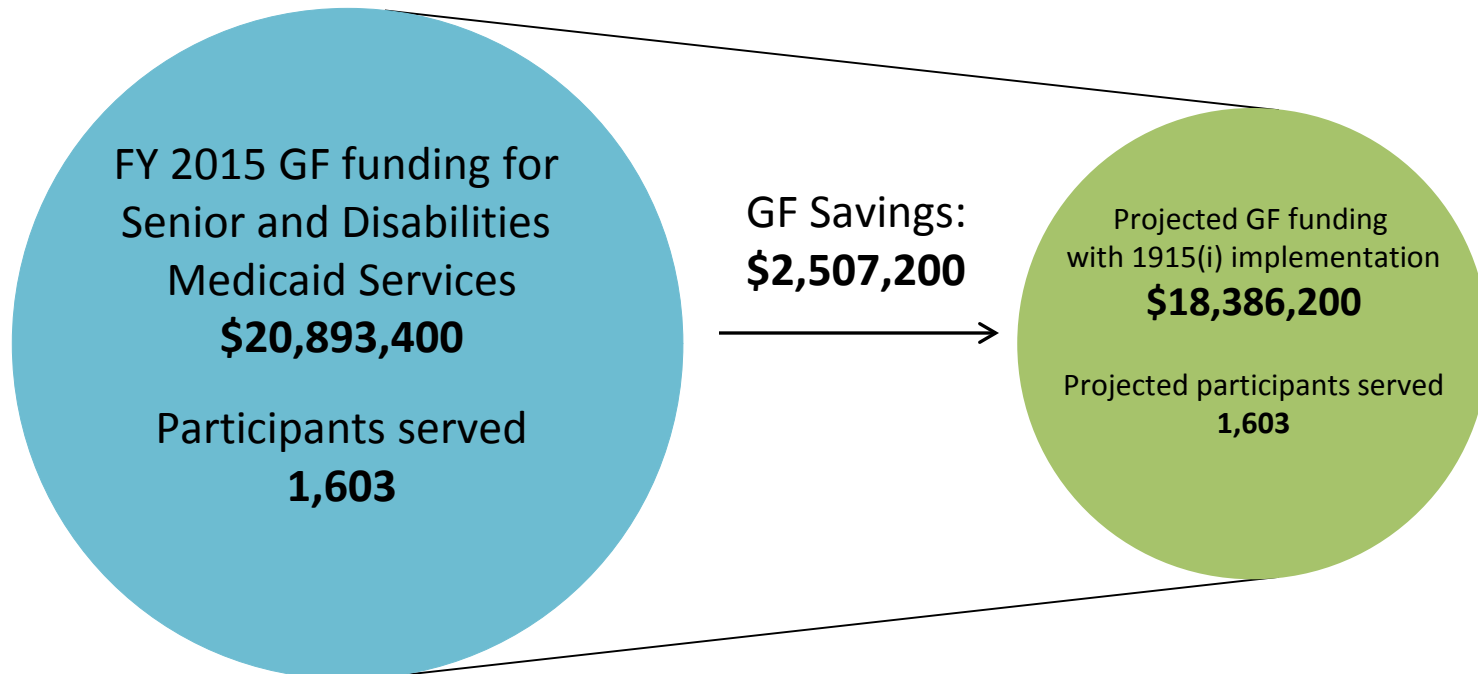 FY 2015 GF funding for
Senior and Disabilities
Medicaid Services
$20,893,400
Participants served
1,603
GF Savings:
$2,507,200
Projected GF funding
with 1915(i) implementation
$18,386,200
Projected participants served
1,603